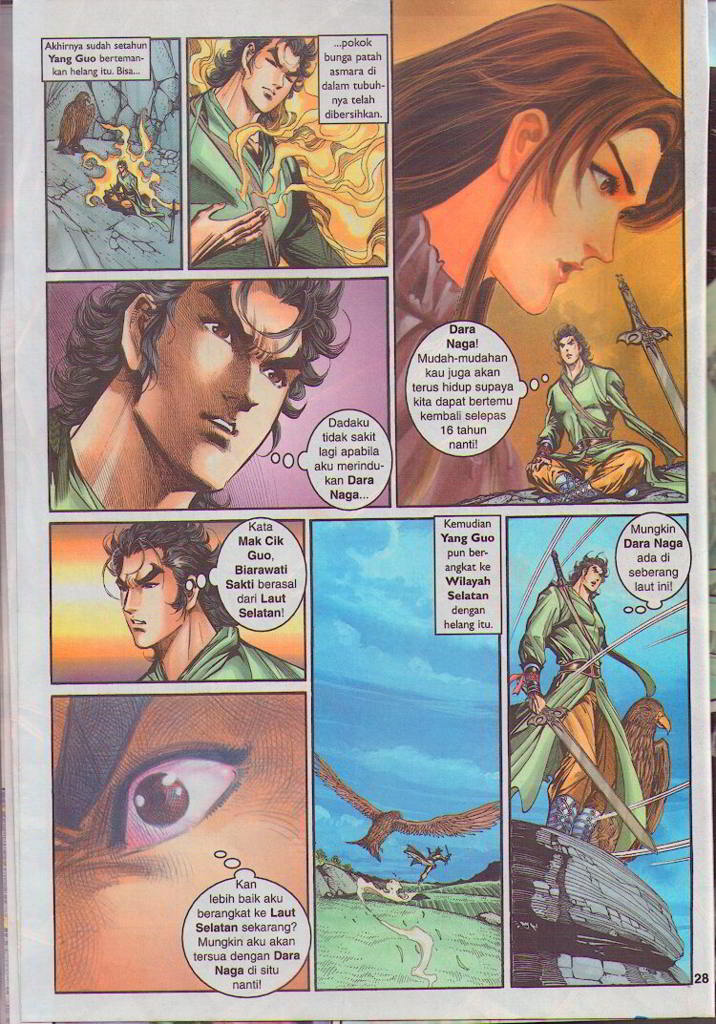 Akhirnya sudah setahun
Yang Guo berteman-
kan helang itu. Bisa...
...pokok
bunga patah
asmara di
dalam tubuh-
nya telah
dibersihkan.
Dara
Naga!
Mudah-mudahan
kau juga akan
terus hidup supaya
kita dapat bertemu
kembali selepas
16 tahun
nanti!
Dadaku
tidak sakit
lagi apabila
aku merindu-
kan Dara
Naga...
Kata
Mak Cik
Guo,
Biarawati
Sakti berasal
dari Laut
Selatan!
Kan
lebih baik aku
berangkat ke Laut
Selatan sekarang?
Mungkin aku akan
tersua dengan Dara
Naga di situ
nanti!
Kemudian
Yang Guo
pun ber-
angkat ke
Wilayah
Selatan
dengan
helang itu.
Mungkin
Dara Naga
ada di
seberang
laut ini!
28